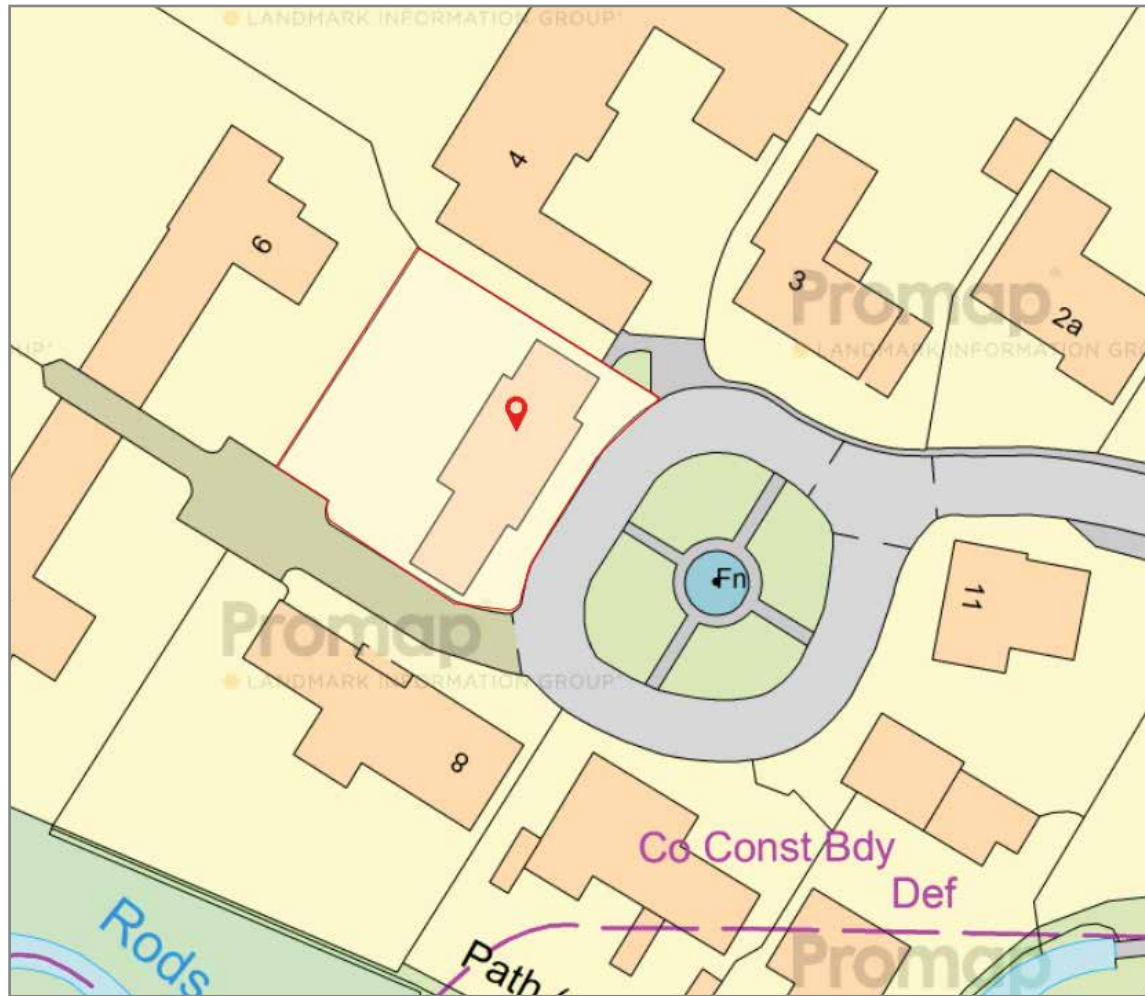 LANDMARK INFORMATION GROUP
4
6
3
Promap
2a
LANDMARK INFORMATION GR
Fn
11
Promap
LANDMARK INFORMATION GROUP
8
Co Const Bdy
Def
Rods
Path (
Promap